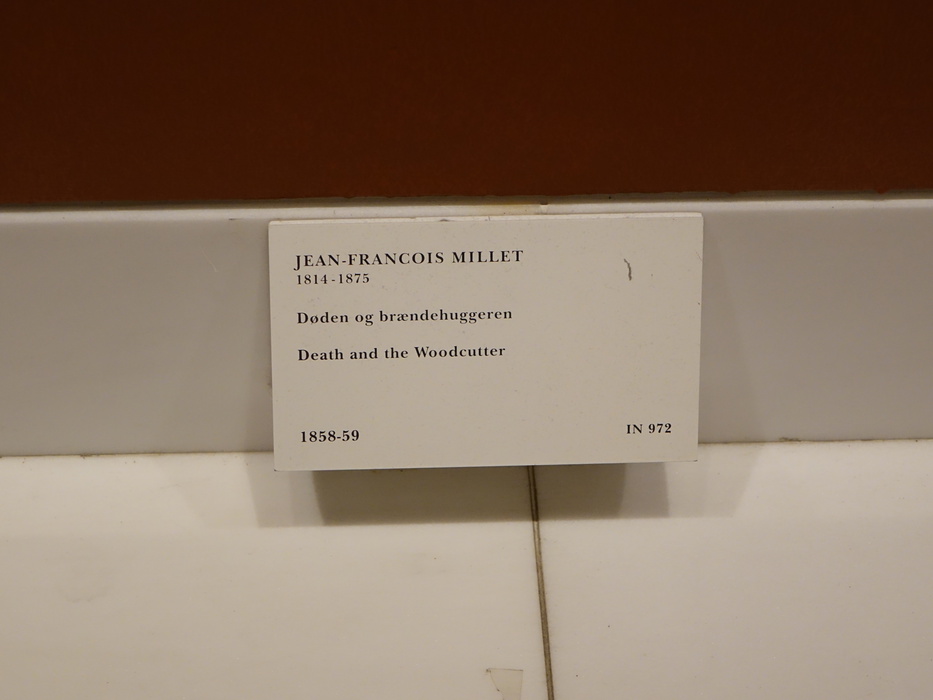 JEAN-FRANCOIS MILLET
1814-1875
Døden og brændehuggeren
Death and the Woodcutter
1858-59
IN 972